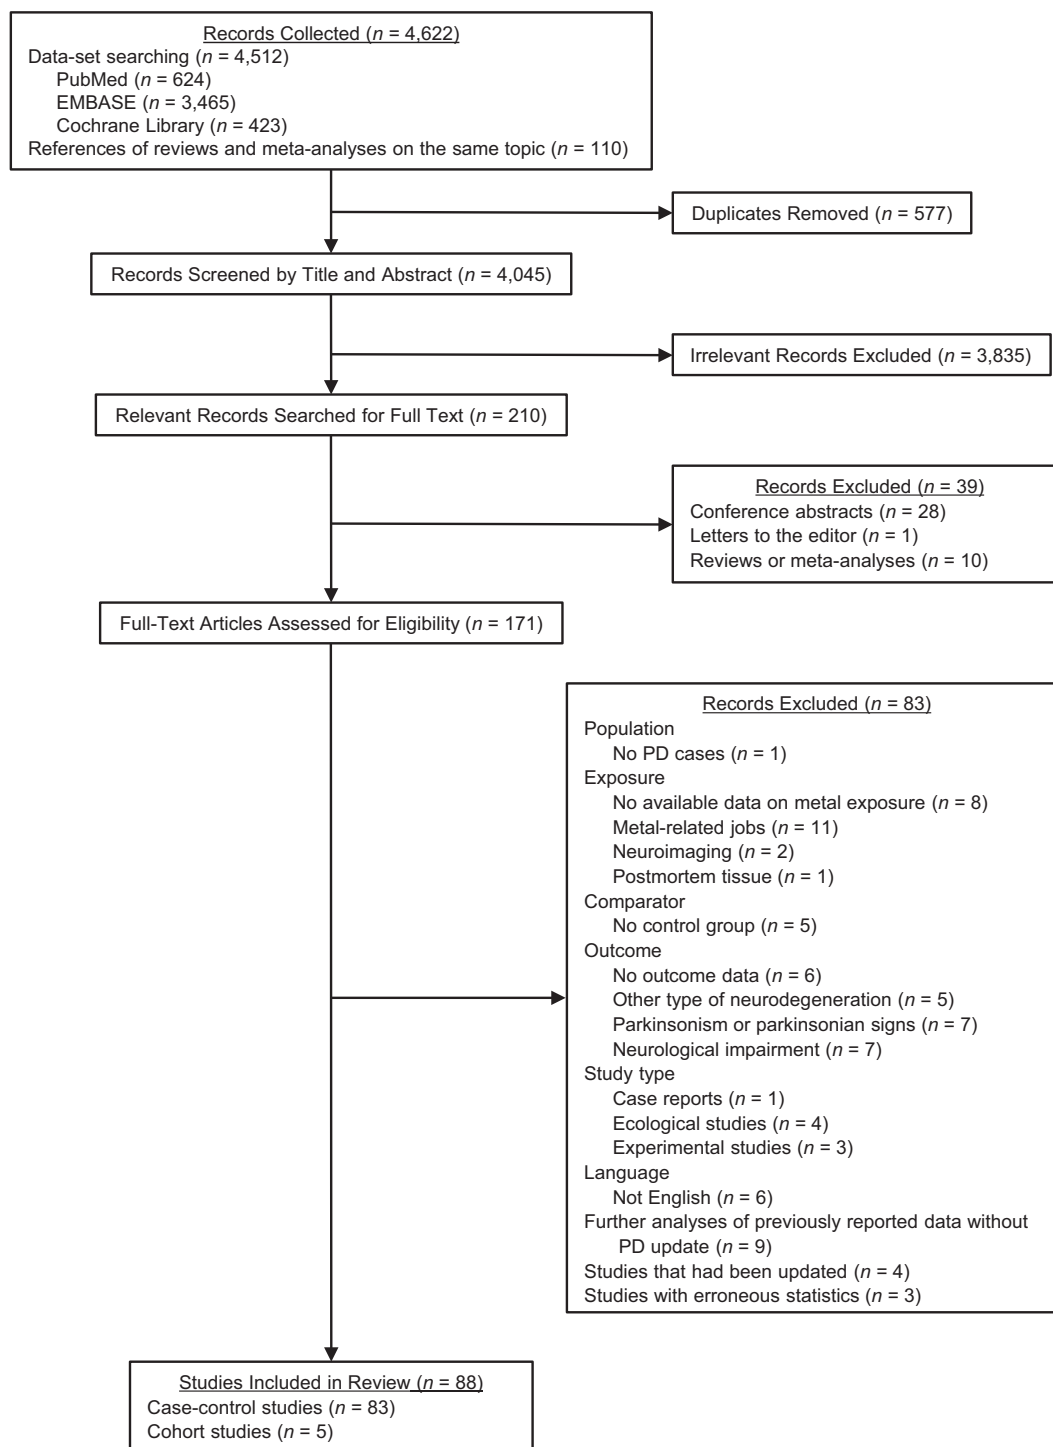 Records Collected (n = 4,622)
Data-set searching (n = 4,512)
PubMed (n = 624)
EMBASE (n = 3,465)
Cochrane Library (n = 423)
References of reviews and meta-analyses on the same topic (n = 110)
Duplicates Removed (n = 577)
Records Screened by Title and Abstract (n = 4,045)
Irrelevant Records Excluded (n = 3,835)
Relevant Records Searched for Full Text (n = 210)
Records Excluded (n = 39)
Conference abstracts (n = 28)
Letters to the editor (n = 1)
Reviews or meta-analyses (n = 10)
Full-Text Articles Assessed for Eligibility (n = 171)
Records Excluded (n = 83)
Population
No PD cases (n = 1)
Exposure
No available data on metal exposure (n = 8)
Metal-related jobs (n = 11)
Neuroimaging (n = 2)
Postmortem tissue (n = 1)
Comparator
No control group (n = 5)
Outcome
No outcome data (n = 6)
Other type of neurodegeneration (n = 5)
Parkinsonism or parkinsonian signs (n = 7)
Neurological impairment (n = 7)
Study type
Case reports (n = 1)
Ecological studies (n = 4)
Experimental studies (n = 3)
Language
Not English (n = 6)
Further analyses of previously reported data without
PD update (n = 9)
Studies that had been updated (n = 4)
Studies with erroneous statistics (n = 3)
Studies Included in Review (n = 88)
Case-control studies (n = 83)
Cohort studies (n = 5)